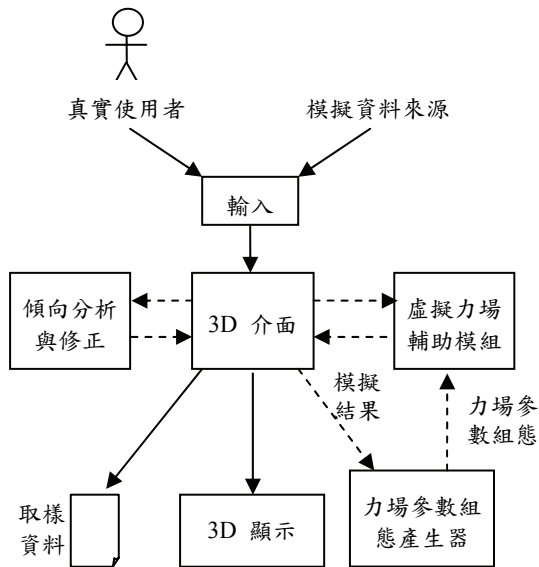 真實使用者
模擬資料來源
輸入
傾向分析
與修正
3D 介面
虛擬力場
輔助模組
模擬
結果
力場參
數組態
取樣
資料
3D 顯示
力場參數組
態產生器